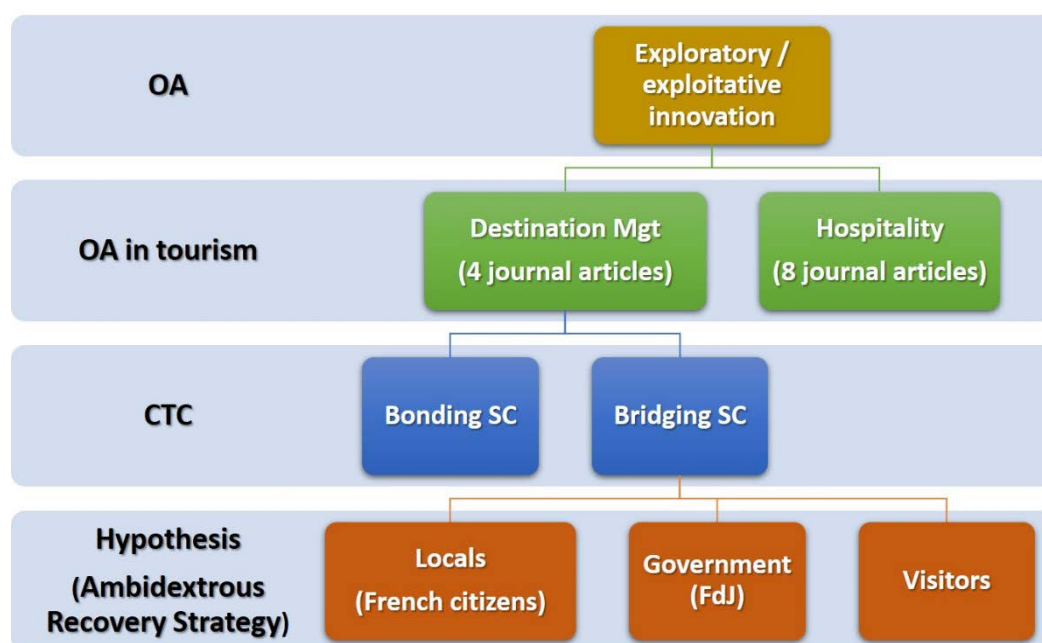 OA
Exploratory /
exploitative
innovation
OA in tourism
Destination Mgt
(4 journal articles)
Hospitality
(8 journal articles)
CTC
Bonding SC
Bridging SC
Hypothesis
(Ambidextrous
Recovery Strategy)
Locals
(French citizens)
Government
(FdJ)
Visitors